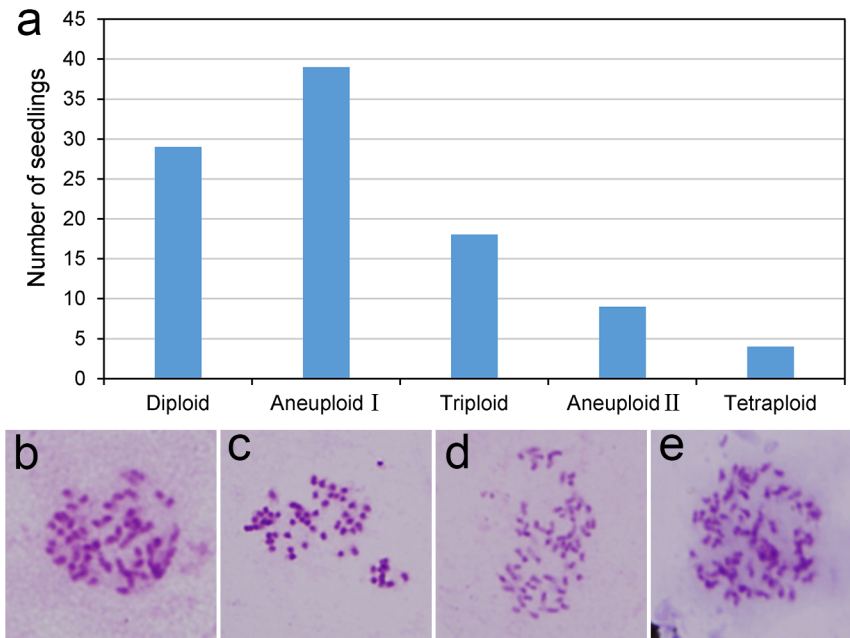 a
Number of seedlings
45
40
35
30
25
20
15
10
5
0
Diploid Aneuploid Ⅰ Triploid Aneuploid Ⅱ Tetraploid
b c d e